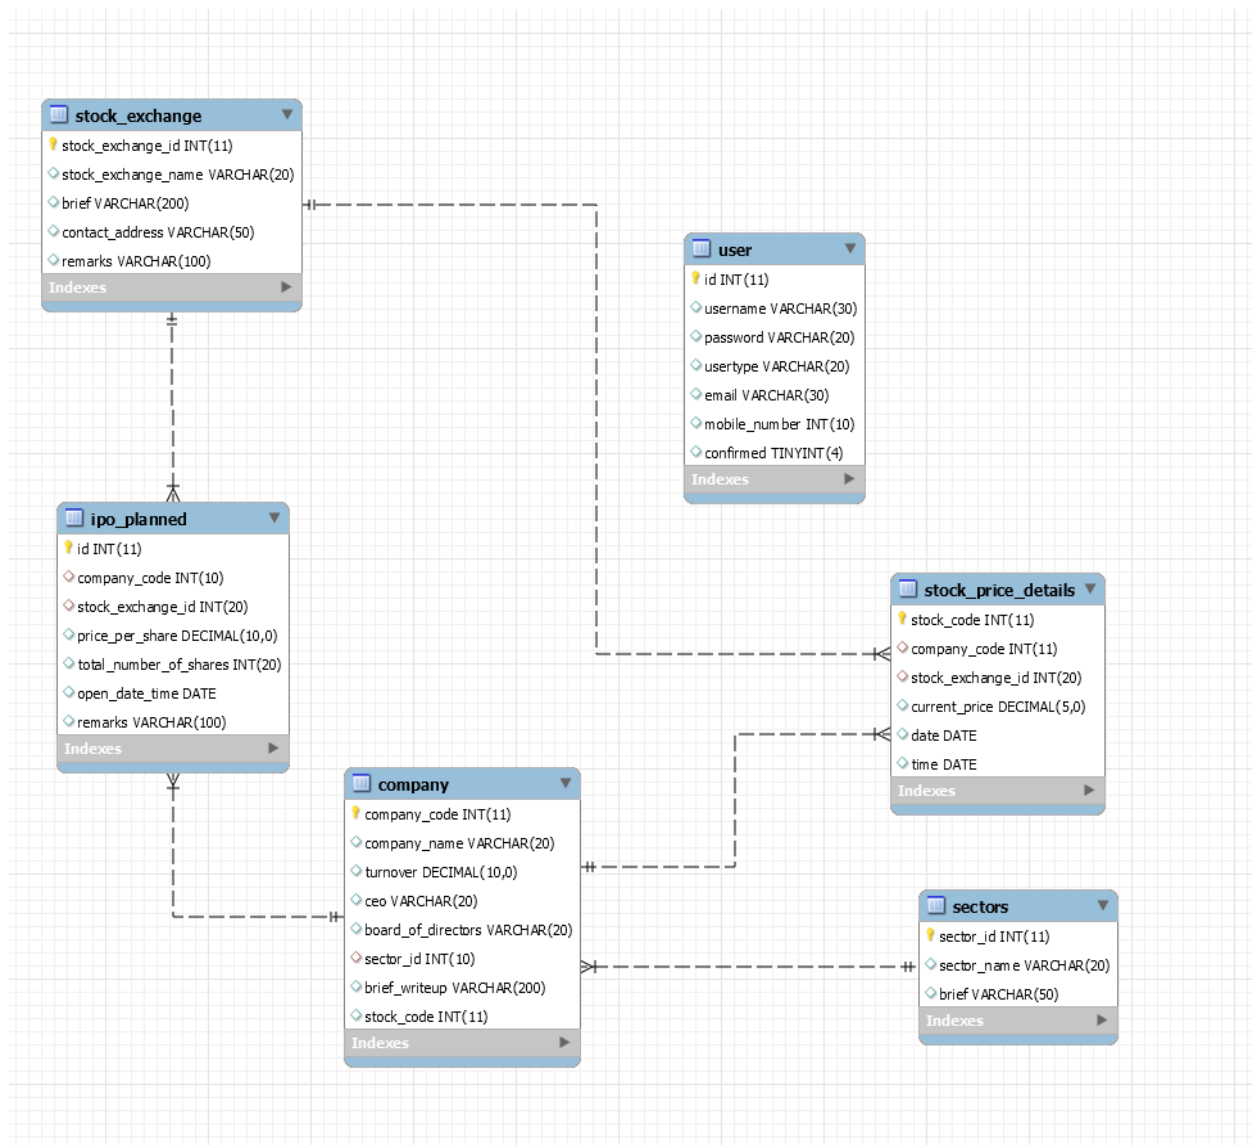 stock_exchange
stock_exchange_id INT(11)
stock_exchange_name VARCHAR(20)
brief VARCHAR(200)
contact_address VARCHAR(50)
remarks VARCHAR(100)
Indexes
user
id INT(11)
username VARCHAR(30)
password VARCHAR(20)
usertype VARCHAR(20)
email VARCHAR(30)
mobile_number INT(10)
confirmed TINYINT(4)
Indexes
ipo_planned
id INT(11)
company_code INT(10)
stock_exchange_id INT(20)
price_per_share DECIMAL(10,0)
total_number_of_shares INT(20)
open_date_time DATE
remarks VARCHAR(100)
Indexes
stock_price_details
stock_code INT(11)
company_code INT(11)
stock_exchange_id INT(20)
current_price DECIMAL(5,0)
date DATE
time DATE
Indexes
company
company_code INT(11)
company_name VARCHAR(20)
turnover DECIMAL(10,0)
ceo VARCHAR(20)
board_of_directors VARCHAR(20)
sector_id INT(10)
brief_writeup VARCHAR(200)
stock_code INT(11)
Indexes
sectors
sector_id INT(11)
sector_name VARCHAR(20)
brief VARCHAR(50)
Indexes